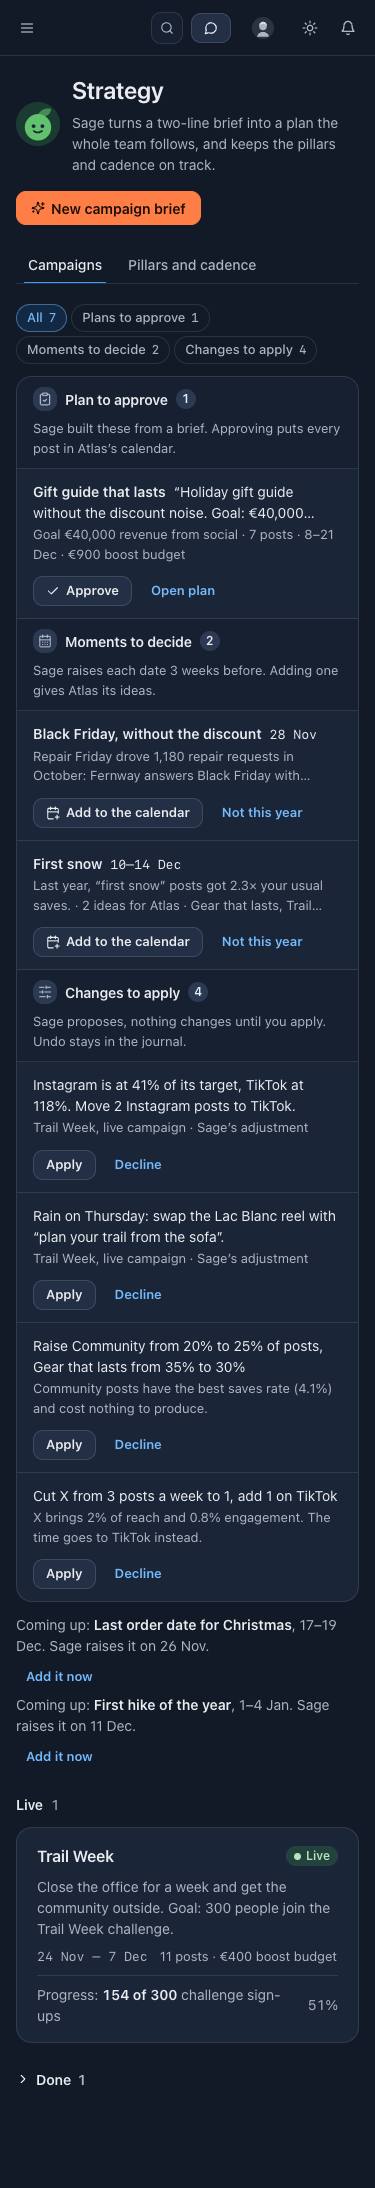 Strategy
Sage turns a two-line brief into a plan the
whole team follows, and keeps the pillars
and cadence on track.
New campaign brief
Campaigns Pillars and cadence
All 7 Plans to approve 1
Moments to decide 2 Changes to apply 4
Plan to approve 1
Sage built these from a brief. Approving puts every
post in Atlas's calendar.
Gift guide that lasts “Holiday gift guide
without the discount noise. Goal: €40,000…
Goal €40,000 revenue from social · 7 posts · 8–21
Dec · €900 boost budget
Approve Open plan
Moments to decide 2
Sage raises each date 3 weeks before. Adding one
gives Atlas its ideas.
Black Friday, without the discount 28 Nov
Repair Friday drove 1,180 repair requests in
October: Fernway answers Black Friday with…
Add to the calendar Not this year
First snow 10–14 Dec
Last year, “first snow” posts got 2.3× your usual
saves. · 2 ideas for Atlas · Gear that lasts, Trail…
Add to the calendar Not this year
Changes to apply 4
Sage proposes, nothing changes until you apply.
Undo stays in the journal.
Instagram is at 41% of its target, TikTok at
118%. Move 2 Instagram posts to TikTok.
Trail Week, live campaign · Sage's adjustment
Apply Decline
Rain on Thursday: swap the Lac Blanc reel with
“plan your trail from the sofa”.
Trail Week, live campaign · Sage's adjustment
Apply Decline
Raise Community from 20% to 25% of posts,
Gear that lasts from 35% to 30%
Community posts have the best saves rate (4.1%)
and cost nothing to produce.
Apply Decline
Cut X from 3 posts a week to 1, add 1 on TikTok
X brings 2% of reach and 0.8% engagement. The
time goes to TikTok instead.
Apply Decline
Coming up: Last order date for Christmas, 17–19
Dec. Sage raises it on 26 Nov.
Add it now
Coming up: First hike of the year, 1–4 Jan. Sage
raises it on 11 Dec.
Add it now
Live 1
Trail Week Live
Close the office for a week and get the
community outside. Goal: 300 people join the
Trail Week challenge.
24 Nov – 7 Dec 11 posts · €400 boost budget
Progress: 154 of 300 challenge sign-
ups 51%
Done 1